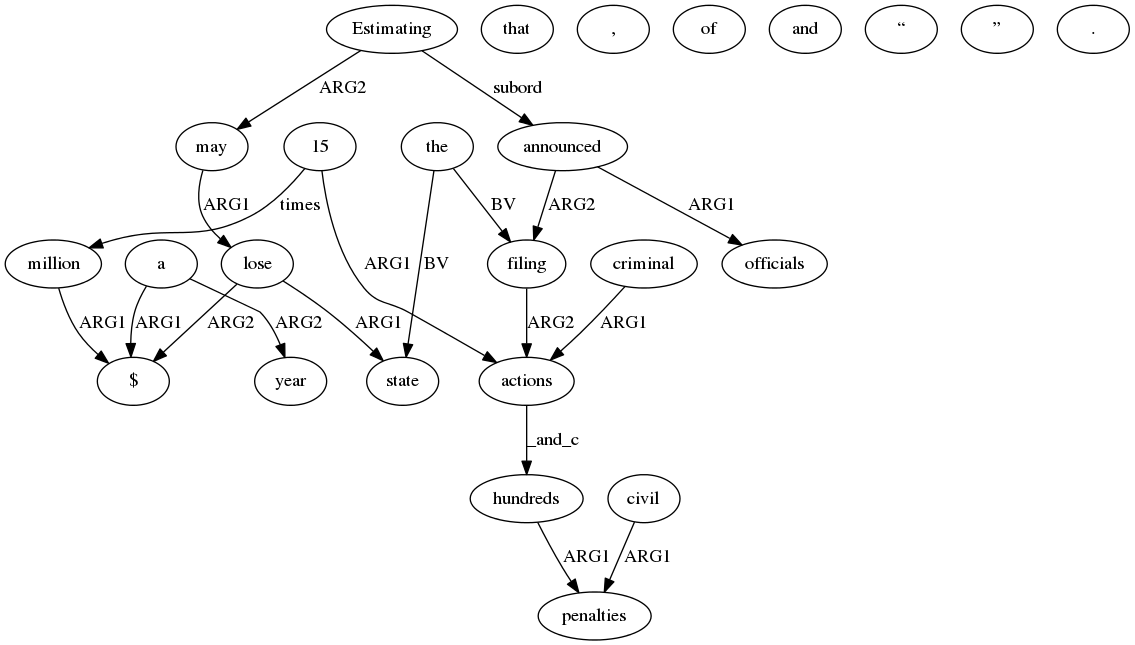 Estimating that , of and “ ” .
ARG2 subord
may 15 the announced
ARG1 times BV ARG2 ARG1
million a lose filing criminal officials
ARG1 BV
ARG1 ARG1 ARG2 ARG2 ARG1 ARG2 ARG1
$ year state actions
_and_c
hundreds civil
ARG1 ARG1
penalties